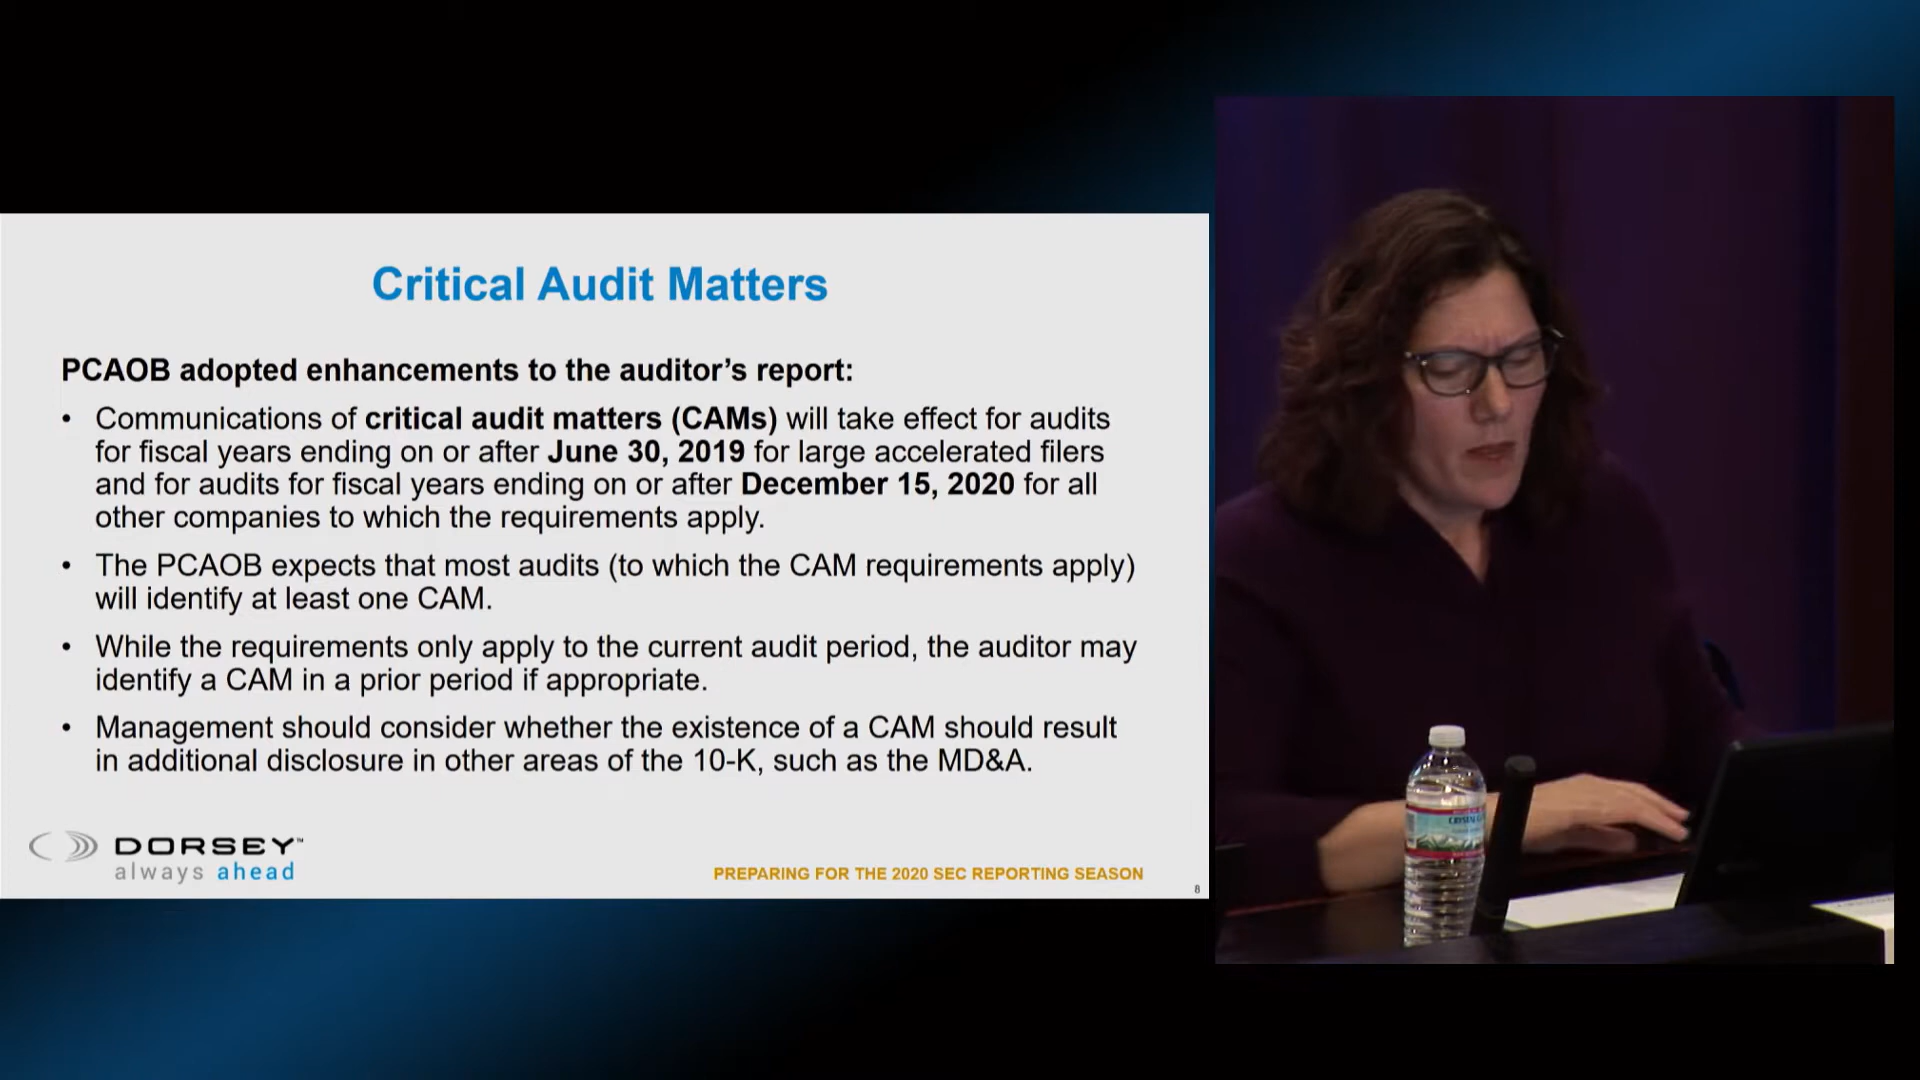 Critical Audit Matters
PCAOB adopted enhancements to the auditor's report:
• Communications of critical audit matters (CAMs) will take effect for audits
for fiscal years ending on or after June 30, 2019 for large accelerated filers
and for audits for fiscal years ending on or after December 15, 2020 for all
other companies to which the requirements apply.
• The PCAOB expects that most audits (to which the CAM requirements apply)
will identify at least one CAM.
• While the requirements only apply to the current audit period, the auditor may
identify a CAM in a prior period if appropriate.
• Management should consider whether the existence of a CAM should result
in additional disclosure in other areas of the 10-K, such as the MD&A.
DORSEY™
always ahead
PREPARING FOR THE 2020 SEC REPORTING SEASON
8